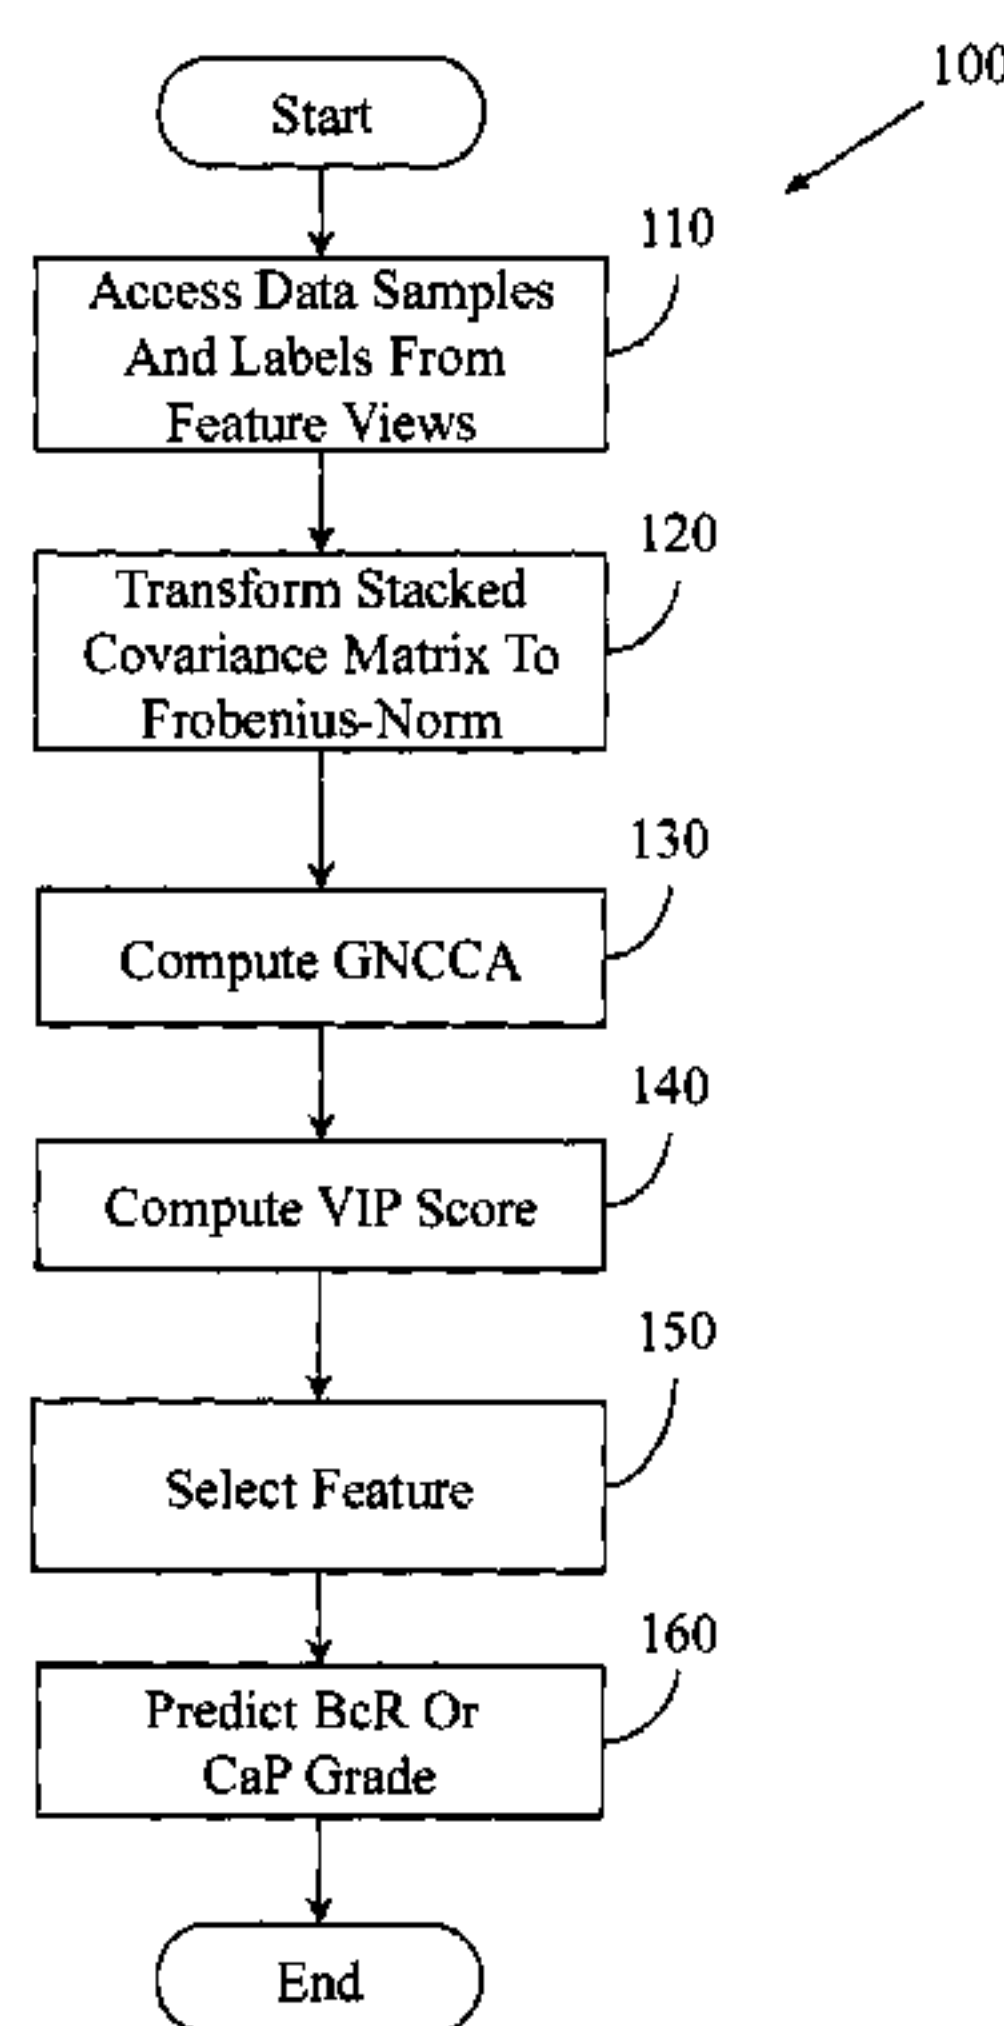 100
Start
110
Access Data Samples
And Labels From
Feature Views
120
Transform Stacked
Covariance Matrix To
Frobenius-Norm
130
Compute GNCCA
140
Compute VIP Score
150
Select Feature
160
Predict BcR Or
CaP Grade
End